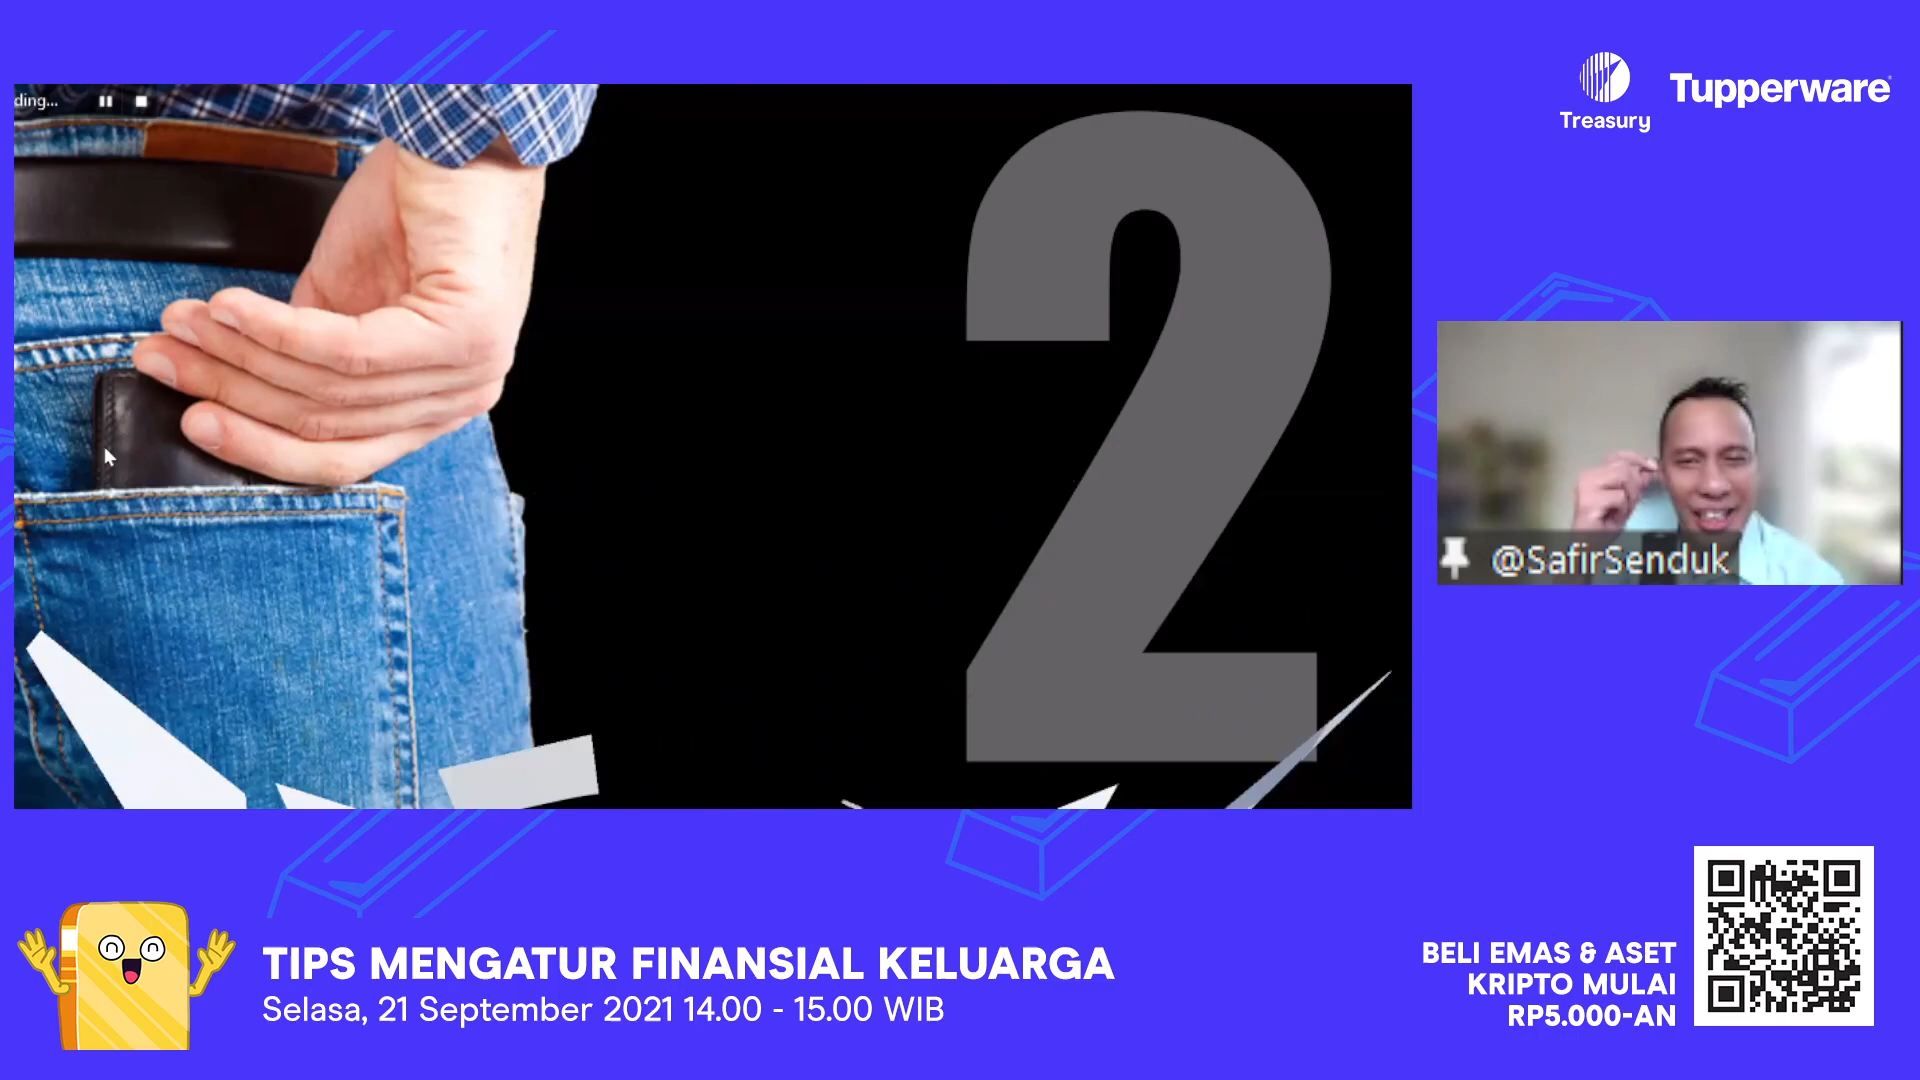 ding...
Treasury
Tupperware
2
@SafirSenduk
TIPS MENGATUR FINANSIAL KELUARGA
Selasa, 21 September 2021 14.00 - 15.00 WIB
BELI EMAS & ASET
KRIPTO MULAI
RP5.000-AN